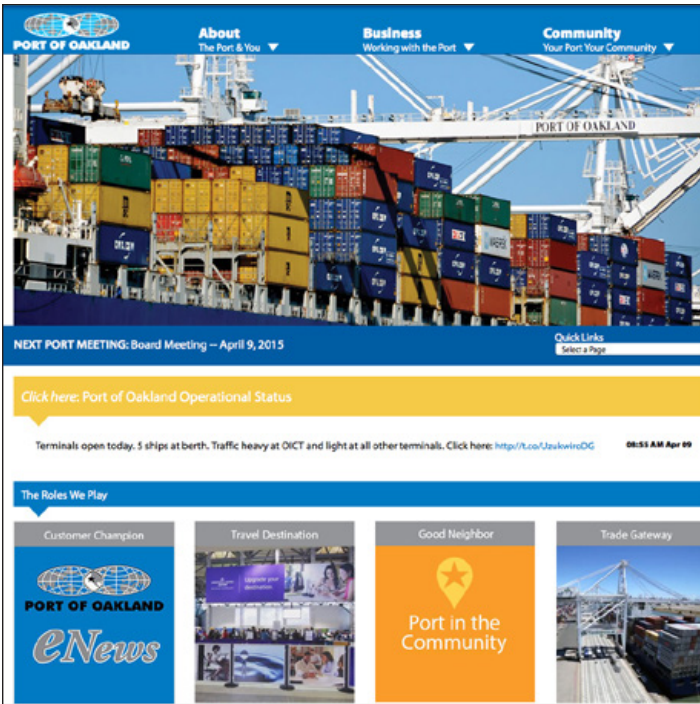 PORT OF OAKLAND
About
The Port & You
Business
Working with the Port
Community
Your Port Your Community
PORT OF OAKLAND
NEXT PORT MEETING: Board Meeting -- April 9, 2015
Quick Links
Select a Page
Click here: Port of Oakland Operational Status
Terminals open today. 5 ships at berth. Traffic heavy at OICT and light at all other terminals. Click here: http://t.co/UzukwiroDG
08:55 AM Apr 09
The Roles We Play
Customer Champion
Travel Destination
Good Neighbor
Trade Gateway
PORT OF OAKLAND
eNews
Upgrade your
destination.
Port in the
Community